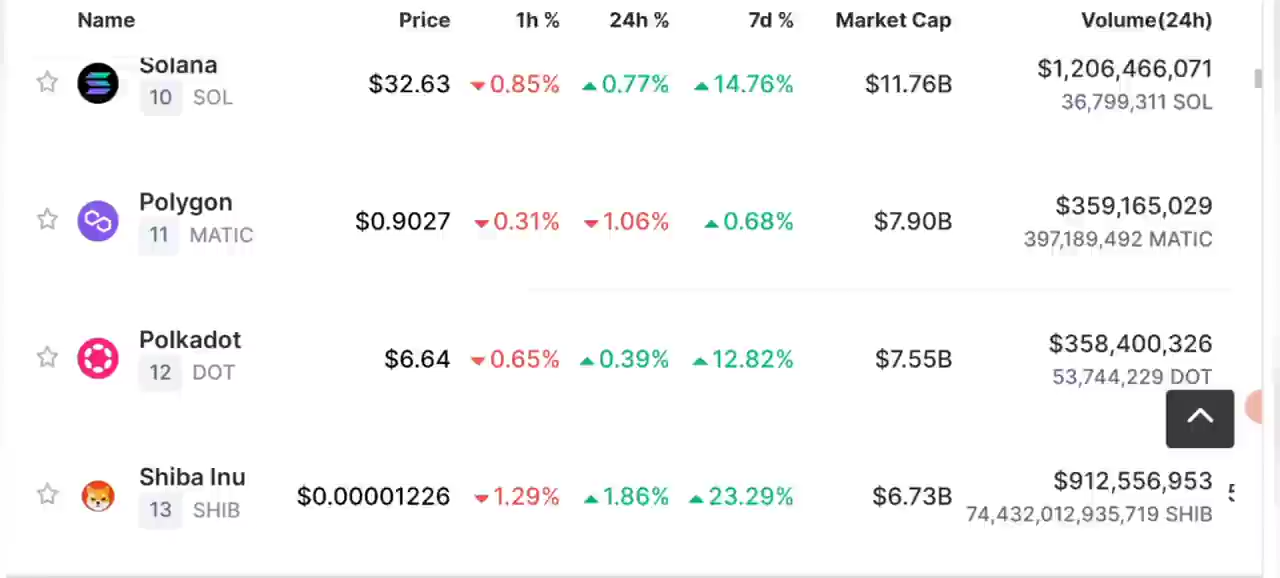 Name Price 1h % 24h % 7d % Market Cap Volume(24h)
Solana
10 SOL $32.63 0.85% 0.77% 14.76% $11.76B $1,206,466,071
36,799,311 SOL
Polygon
11 MATIC $0.9027 0.31% 1.06% 0.68% $7.90B $359,165,029
397,189,492 MATIC
Polkadot
12 DOT $6.64 0.65% 0.39% 12.82% $7.55B $358,400,326
53,744,229 DOT
Shiba Inu
13 SHIB $0.00001226 1.29% 1.86% 23.29% $6.73B $912,556,953
74,432,012,935,719 SHIB